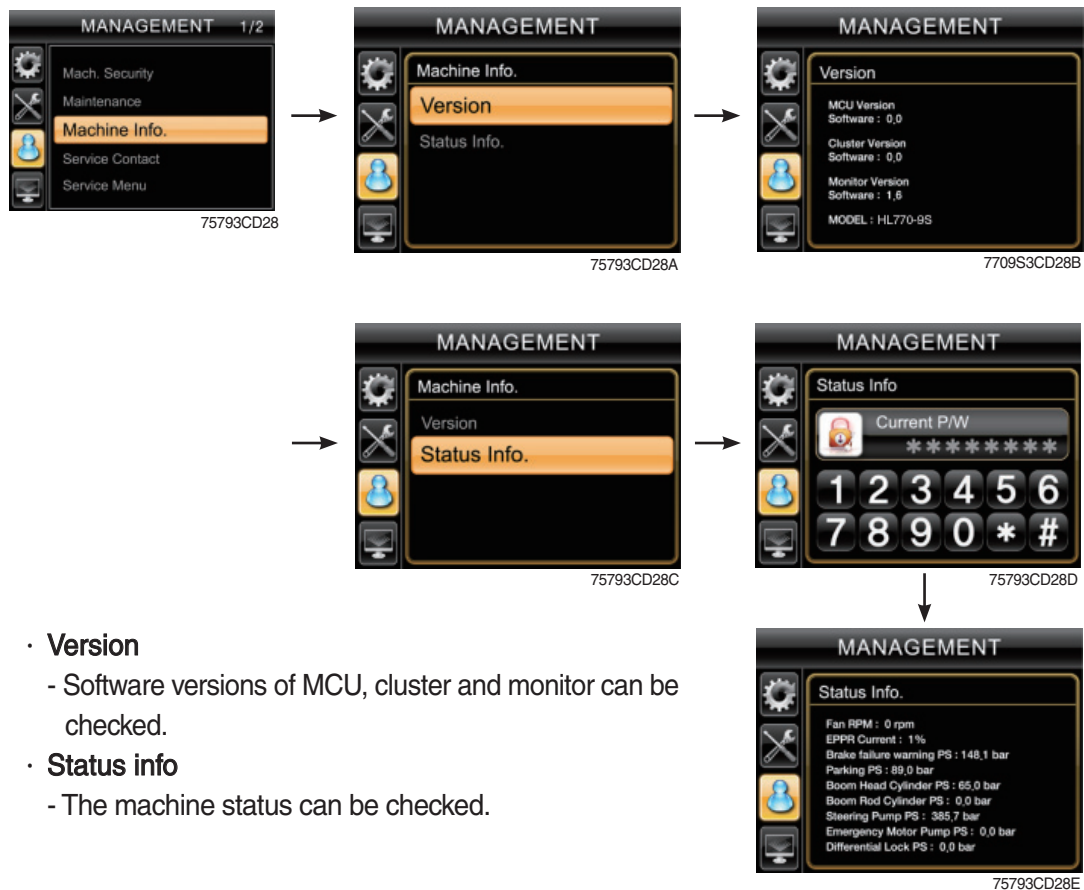 MANAGEMENT 1/2
Mach. Security
Maintenance
Machine Info.
Service Contact
Service Menu
75793CD28
MANAGEMENT
Machine Info.
Version
Status Info.
75793CD28A
MANAGEMENT
Version
MCU Version
Software : 0,0
Cluster Version
Software : 0,0
Monitor Version
Software : 1,6
MODEL : HL770-9S
7709S3CD28B
MANAGEMENT
Machine Info.
Version
Status Info.
75793CD28C
MANAGEMENT
Status Info
Current P/W
********
1 2 3 4 5 6
7 8 9 0 * #
75793CD28D
· Version
- Software versions of MCU, cluster and monitor can be
checked.
· Status info
- The machine status can be checked.
MANAGEMENT
Status Info.
Fan RPM : 0 rpm
EPPR Current : 1%
Brake failure warning PS : 148,1 bar
Parking PS : 89,0 bar
Boom Head Cylinder PS : 65,0 bar
Boom Rod Cylinder PS : 0,0 bar
Steering Pump PS : 385,7 bar
Emergency Motor Pump PS : 0,0 bar
Differential Lock PS : 0,0 bar
75793CD28E